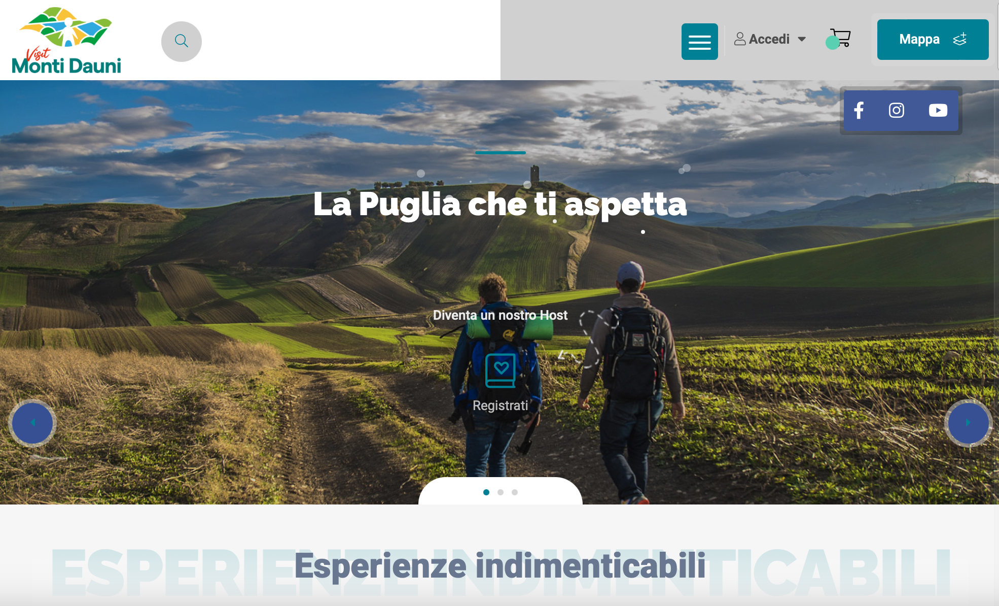 Visit
Monti Dauni
Accedi
Mappa
La Puglia che ti aspetta
Diventa un nostro Host
Registrati
ESPERIENZE INDIMENTICABILI
Esperienze indimenticabili